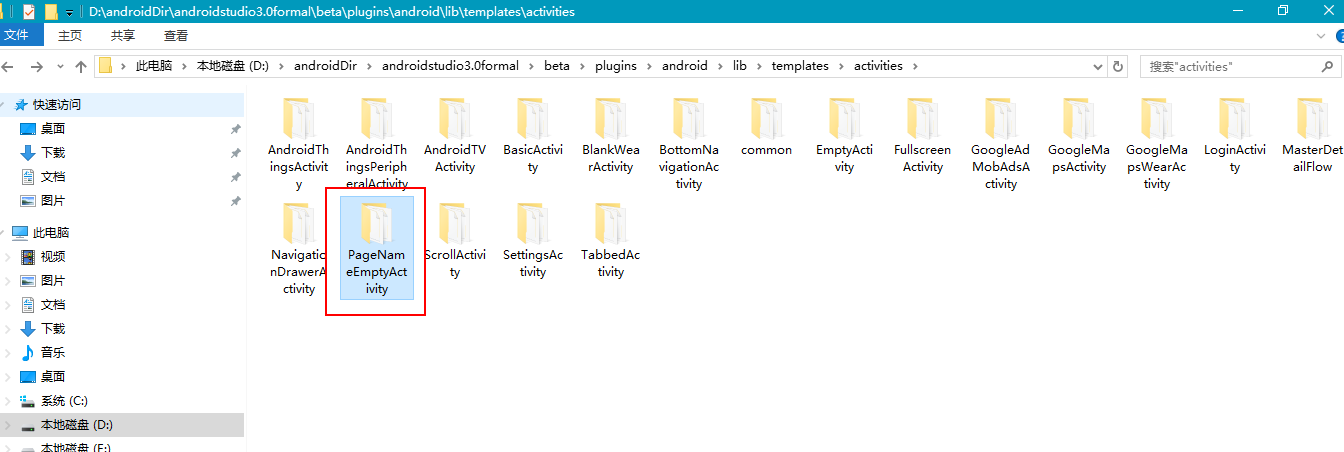 D:\androidDir\androidstudio3.0formal\beta\plugins\android\lib\templates\activities
文件 主页 共享 查看
此电脑 本地磁盘 (D:) androidDir androidstudio3.0formal beta plugins android lib templates activities 搜索"activities"
快速访问
桌面
下载
文档
图片
此电脑
视频
图片
文档
下载
音乐
桌面
系统 (C:)
本地磁盘 (D:)
本地磁盘 (E:)
AndroidThingsActivity
AndroidThingsPeripheralActivity
AndroidTVActivity
BasicActivity
BlankWearActivity
BottomNavigationActivity
common
EmptyActivity
FullscreenActivity
GoogleAdMobAdsActivity
GoogleMapsActivity
GoogleMapsWearActivity
LoginActivity
MasterDetailFlow
NavigationDrawerActivity
PageNameEmptyActivity
ScrollActivity
SettingsActivity
TabbedActivity